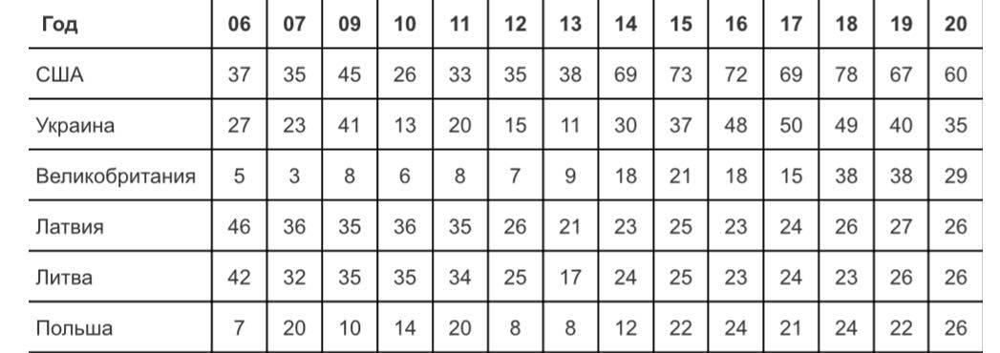 Год 06 07 09 10 11 12 13 14 15 16 17 18 19 20
США 37 35 45 26 33 35 38 69 73 72 69 78 67 60
Украина 27 23 41 13 20 15 11 30 37 48 50 49 40 35
Великобритания 5 3 8 6 8 7 9 18 21 18 15 38 38 29
Латвия 46 36 35 36 35 26 21 23 25 23 24 26 27 26
Литва 42 32 35 35 34 25 17 24 25 23 24 23 26 26
Польша 7 20 10 14 20 8 8 12 22 24 21 24 22 26